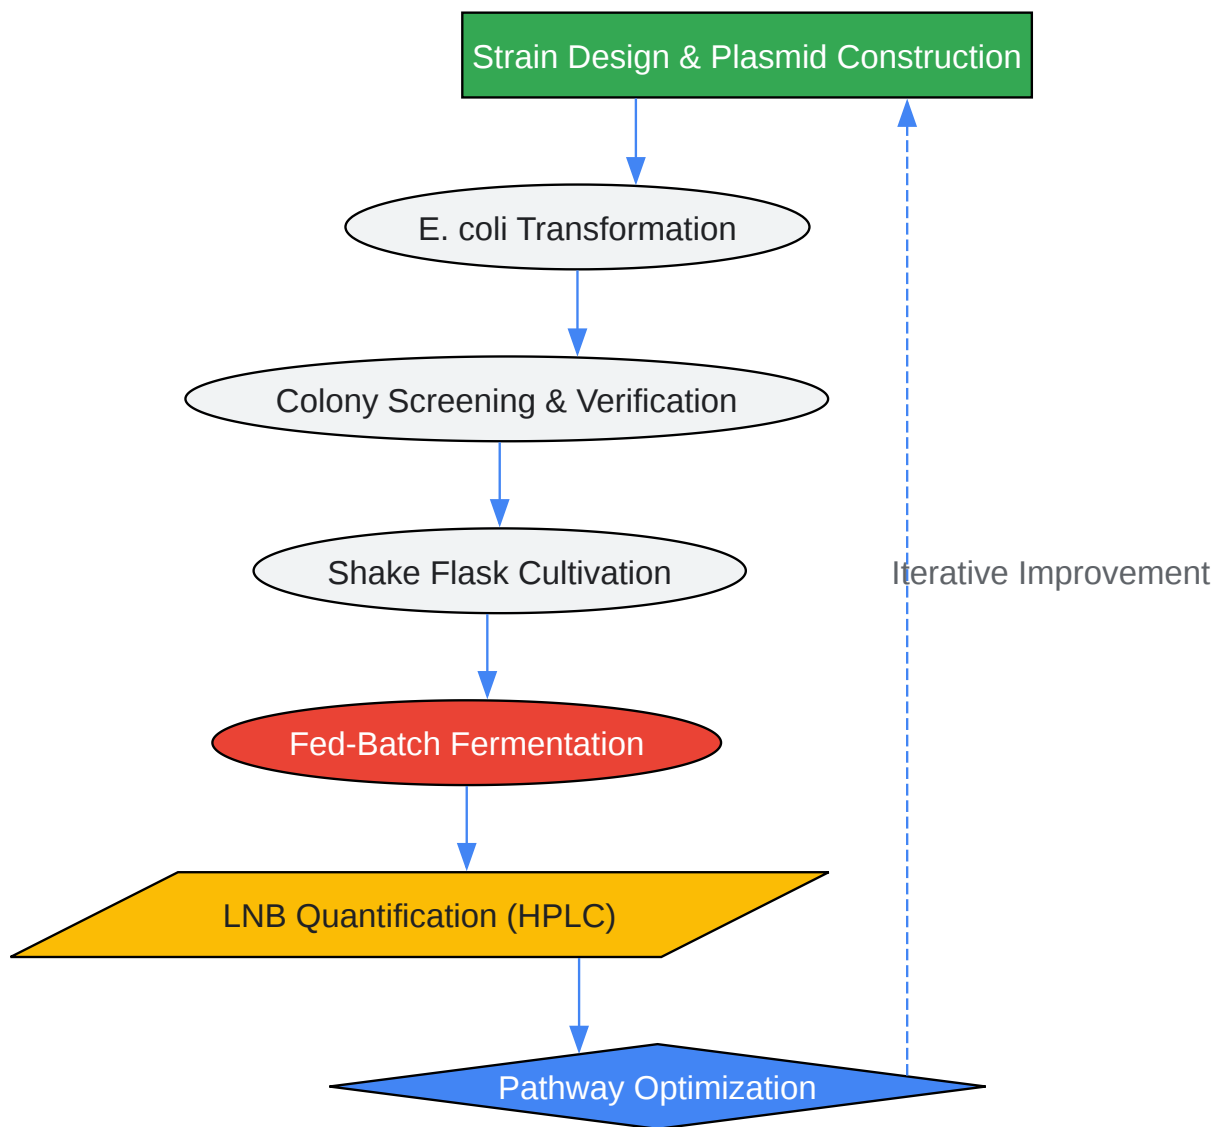 Strain Design & Plasmid Construction
E. coli Transformation
Colony Screening & Verification
Shake Flask Cultivation
Iterative Improvement
Fed-Batch Fermentation
LNB Quantification (HPLC)
Pathway Optimization